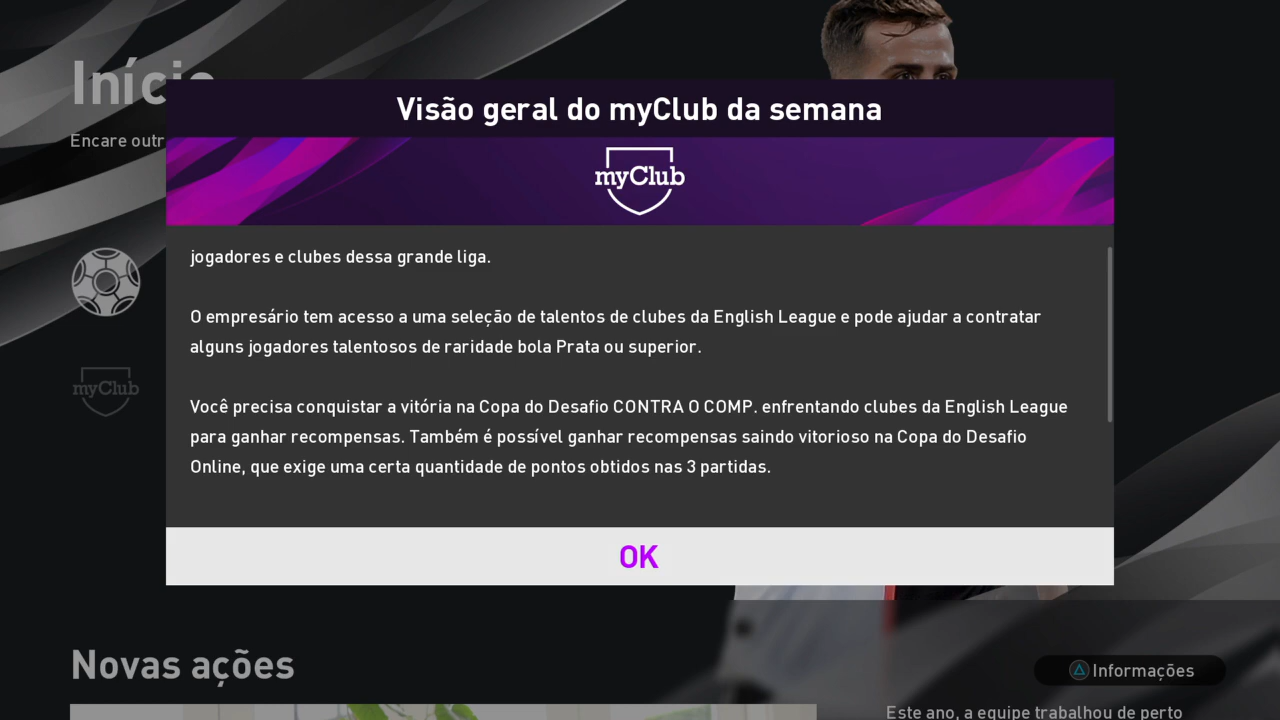 Início
Encare outr
Visão geral do myClub da semana
myClub
jogadores e clubes dessa grande liga.
O empresário tem acesso a uma seleção de talentos de clubes da English League e pode ajudar a contratar
alguns jogadores talentosos de raridade bola Prata ou superior.
Você precisa conquistar a vitória na Copa do Desafio CONTRA O COMP. enfrentando clubes da English League
para ganhar recompensas. Também é possível ganhar recompensas saindo vitorioso na Copa do Desafio
Online, que exige uma certa quantidade de pontos obtidos nas 3 partidas.
myClub
OK
Novas ações
Informações
Este ano, a equipe trabalhou de perto